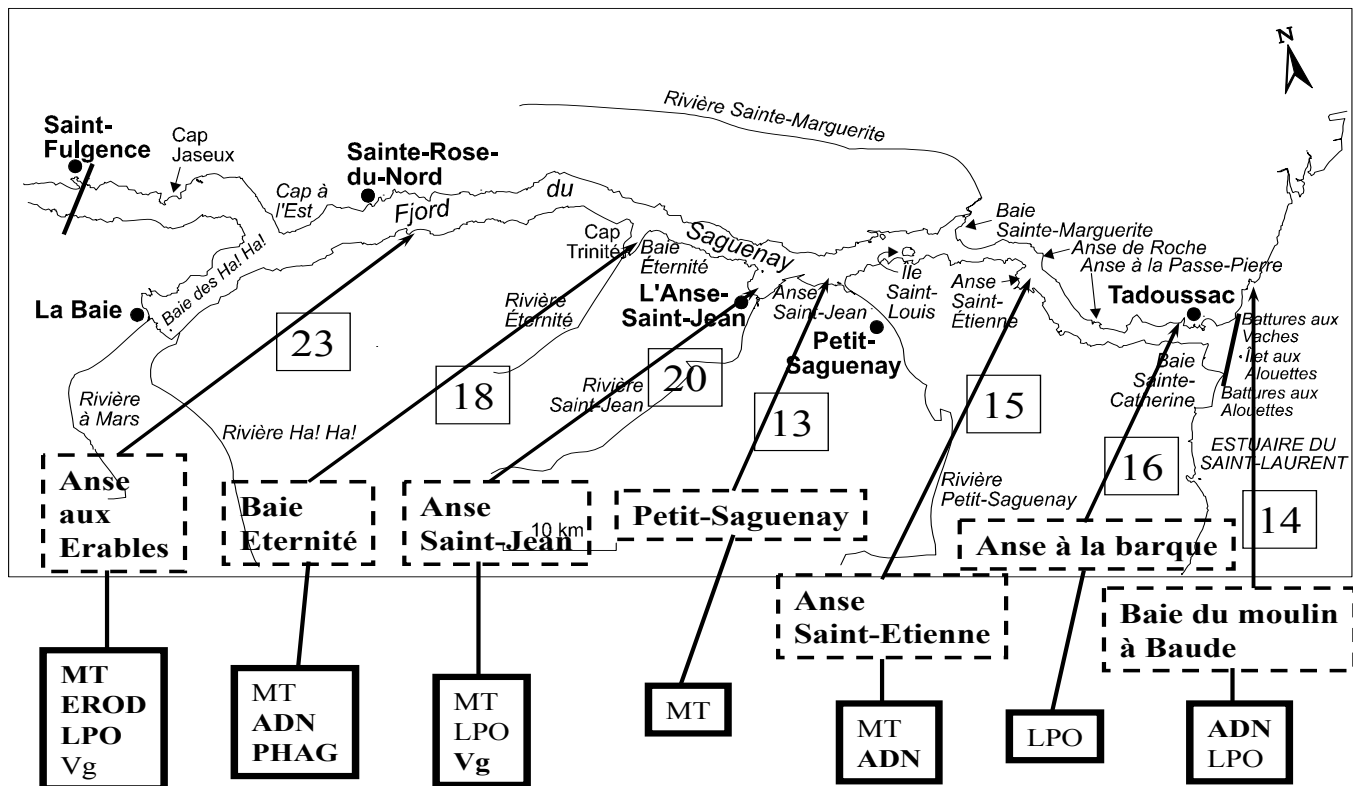 N
Rivière Sainte-Marguerite
Saint-
Fulgence
Cap
Jaseux
Sainte-Rose-
du-Nord
Cap à
l'Est
Fjord
du
Saguenay
Baie
Sainte-Marguerite
Anse de Roche
Anse à la Passe-Pierre
Tadoussac
Cap
Trinité
Baie
Éternité
La Baie
Baie des Ha! Ha!
Rivière
Éternité
L'Anse-
Saint-Jean
Anse
Saint-Jean
Île
Saint-
Louis
Anse
Saint-
Étienne
Petit-
Saguenay
Battures aux
Vaches
Îlet aux
Alouettes
Battures aux
Alouettes
Baie
Sainte-
Catherine
Rivière
à Mars
Rivière Ha! Ha!
Rivière
Saint-Jean
Rivière
Petit-Saguenay
ESTUAIRE DU
SAINT-LAURENT
23
18
20
13
15
16
14
10 km
Anse
aux
Erables
Baie
Eternité
Anse
Saint-Jean
Petit-Saguenay
Anse
Saint-Etienne
Anse à la barque
Baie du moulin
à Baude
MT
EROD
LPO
Vg
MT
ADN
PHAG
MT
LPO
Vg
MT
MT
ADN
LPO
ADN
LPO